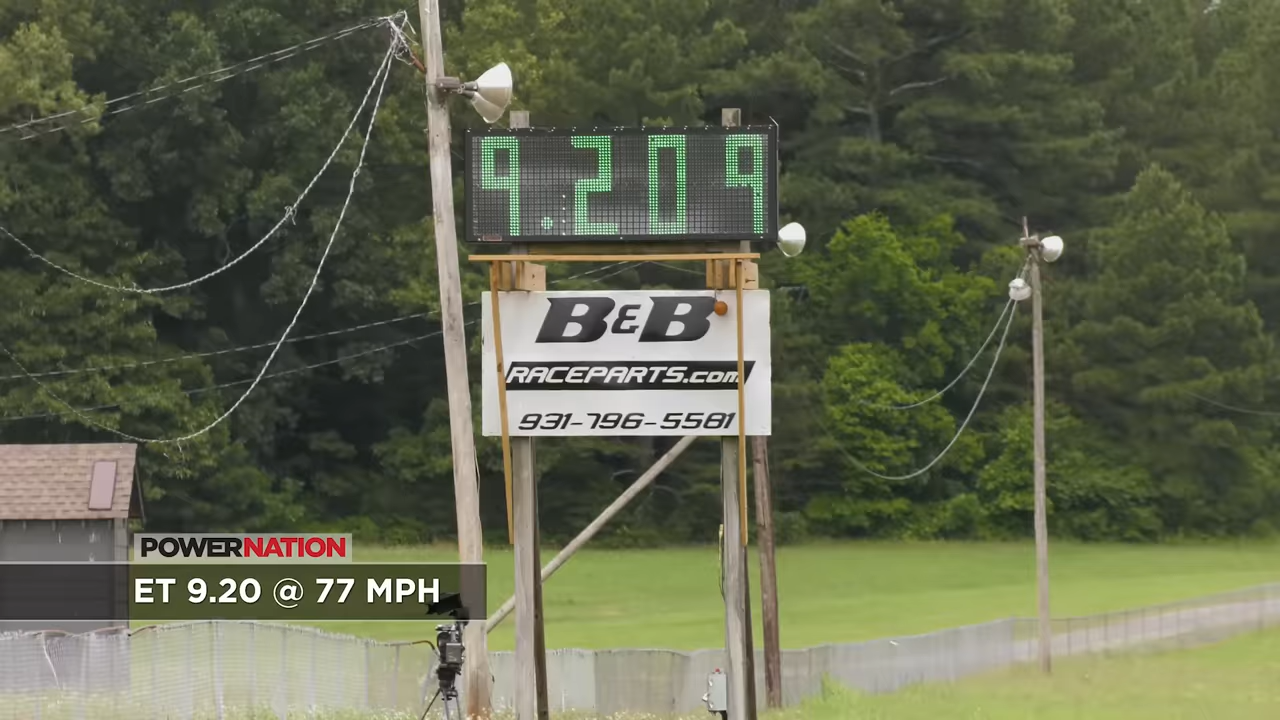 9.209
B&B
RACEPARTS.com
931-796-5581
POWERNATION
ET 9.20 @ 77 MPH